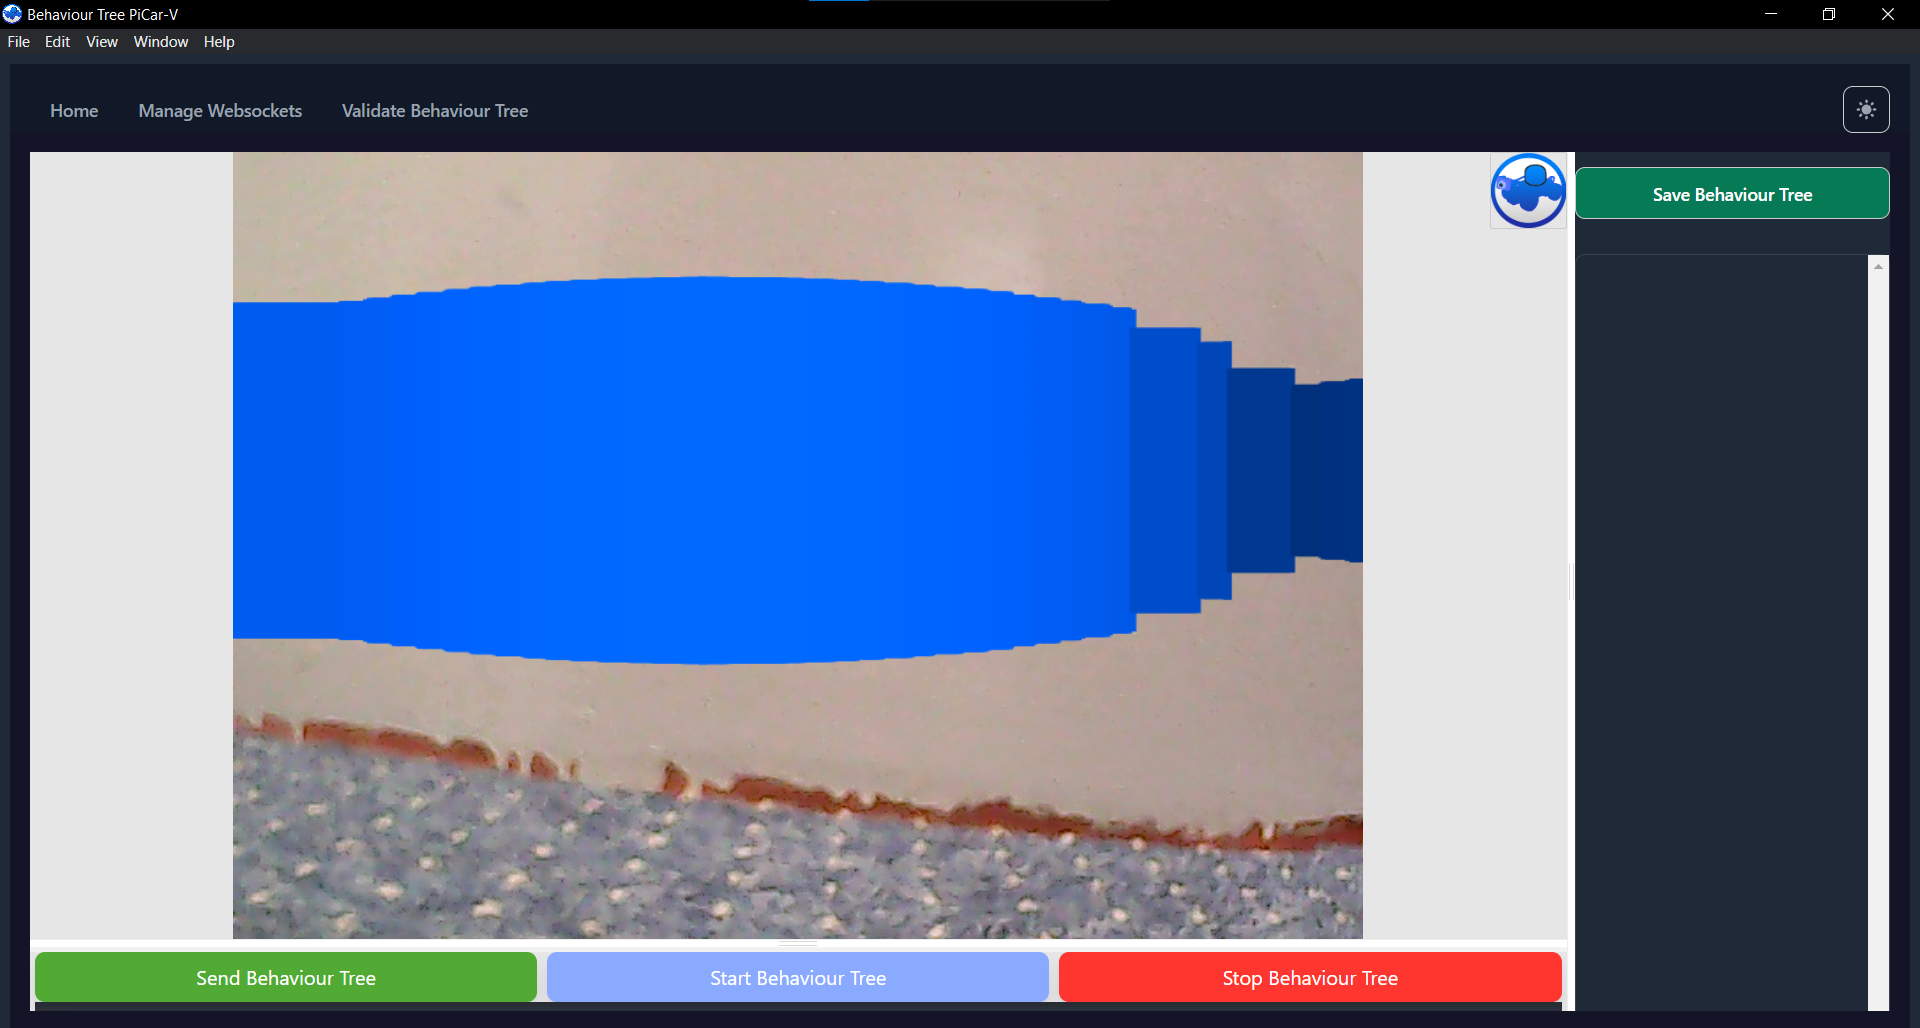 Behaviour Tree PiCar-V
File Edit View Window Help
Home Manage Websockets Validate Behaviour Tree
Save Behaviour Tree
Send Behaviour Tree Start Behaviour Tree Stop Behaviour Tree